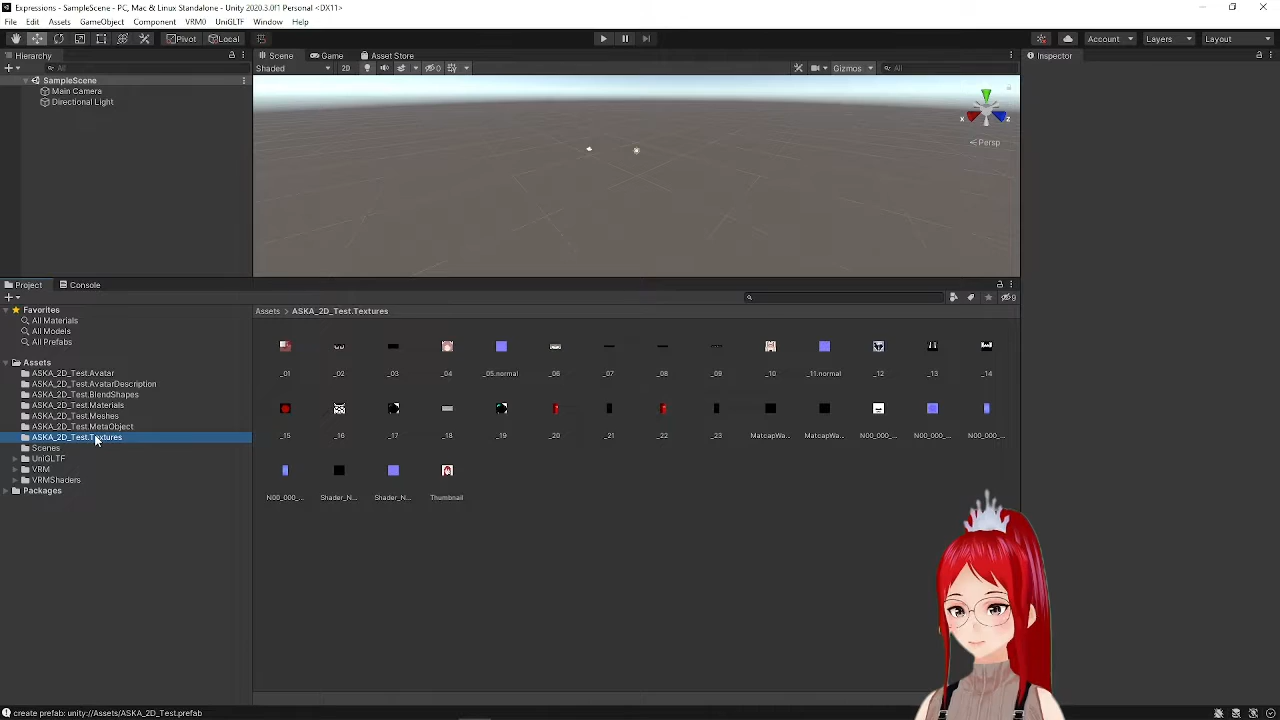 Expressions - SampleScene - PC, Mac & Linux Standalone - Unity 2020.3.0f1 Personal <DX11>
File Edit Assets GameObject Component VRM0 UniGLTF Window Help
Pivot Local Account Layers Layout
Hierarchy Scene Game Asset Store Inspector
All Shaded 2D 0 Gizmos All
SampleScene
Main Camera
Directional Light
x z
Persp
Project Console
9
Favorites
Assets > ASKA_2D_Test.Textures
All Materials
All Models
All Prefabs
Assets
ASKA_2D_Test.Avatar
ASKA_2D_Test.AvatarDescription
ASKA_2D_Test.BlendShapes
ASKA_2D_Test.Materials
ASKA_2D_Test.Meshes
ASKA_2D_Test.MetaObject
ASKA_2D_Test.Textures
Scenes
UniGLTF
VRM
VRMShaders
Packages
_01 _02 _03 _04 _05.normal _06 _07 _08 _09 _10 _11.normal _12 _13 _14
_15 _16 _17 _18 _19 _20 _21 _22 _23 MatcapWa... MatcapWa... N00_000_... N00_000_... N00_000_...
N00_000_... Shader_N... Shader_N... Thumbnail
create prefab: unity://Assets/ASKA_2D_Test.prefab